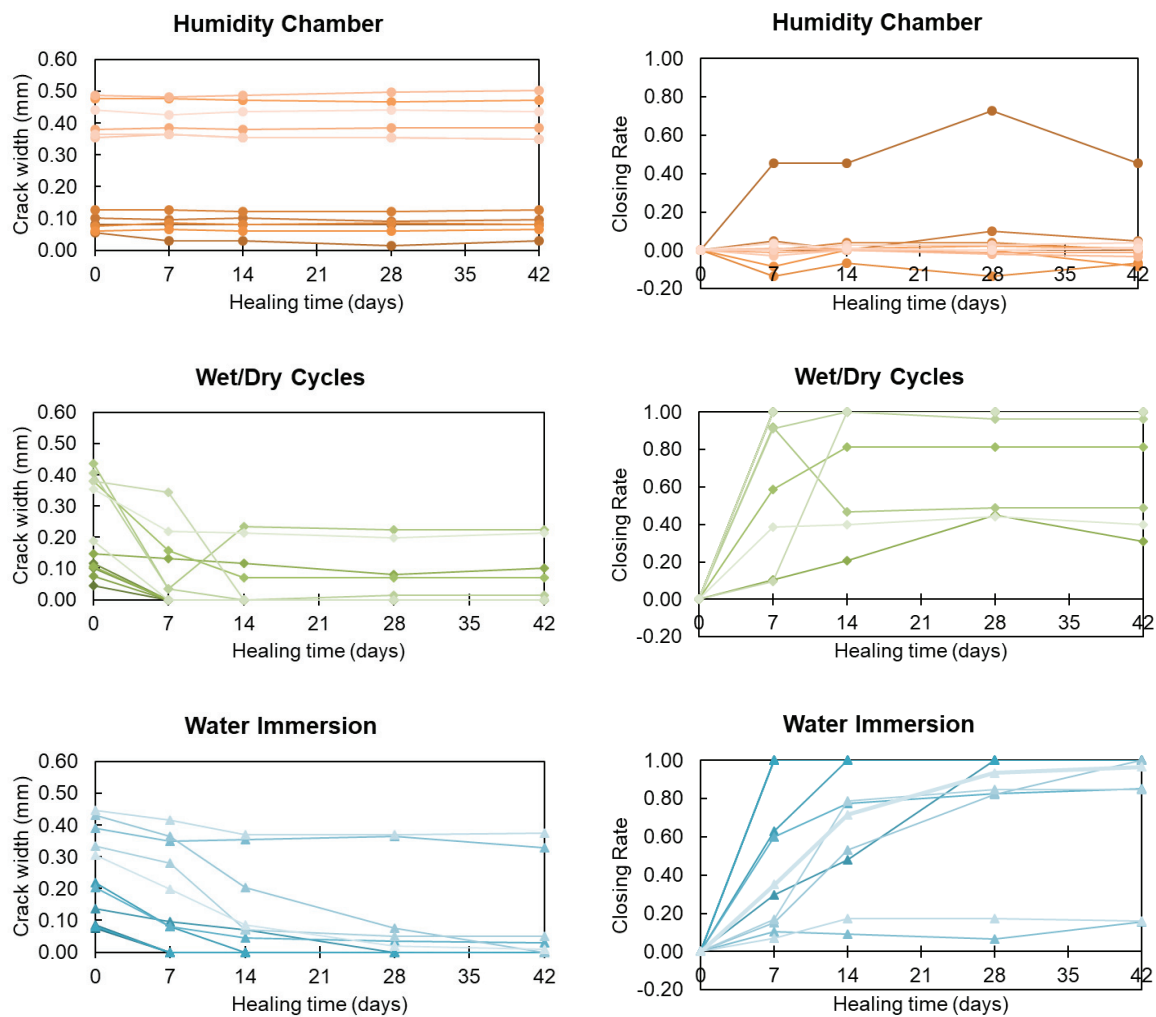 Humidity Chamber
Crack width (mm)
0.60
0.50
0.40
0.30
0.20
0.10
0.00
0 7 14 21 28 35 42
Healing time (days)
Humidity Chamber
Closing Rate
1.00
0.80
0.60
0.40
0.20
0.00
-0.20
0 7 14 21 28 35 42
Healing time (days)
Wet/Dry Cycles
Crack width (mm)
0.60
0.50
0.40
0.30
0.20
0.10
0.00
0 7 14 21 28 35 42
Healing time (days)
Wet/Dry Cycles
Closing Rate
1.00
0.80
0.60
0.40
0.20
0.00
-0.20
0 7 14 21 28 35 42
Healing time (days)
Water Immersion
Crack width (mm)
0.60
0.50
0.40
0.30
0.20
0.10
0.00
0 7 14 21 28 35 42
Healing time (days)
Water Immersion
Closing Rate
1.00
0.80
0.60
0.40
0.20
0.00
-0.20
0 7 14 21 28 35 42
Healing time (days)